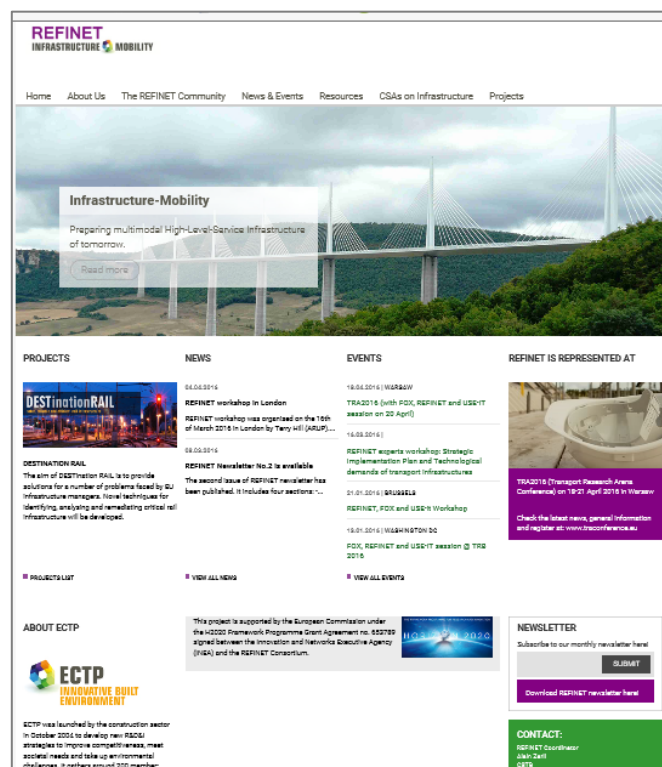 REFINET
INFRASTRUCTURE MOBILITY
Home About Us The REFINET Community News & Events Resources CSAs on Infrastructure Projects
Infrastructure-Mobility
Preparing multimodal High-Level-Service Infrastructure
of tomorrow.
Read more
PROJECTS
DESTinationRAIL
DESTINATION RAIL
The aim of DESTination RAIL is to provide
solutions for a number of problems faced by EU
infrastructure managers. Novel techniques for
identifying, analysing and remediating critical rail
infrastructure will be developed.
PROJECTS LIST
NEWS
04.04.2016
REFINET workshop in London
REFINET workshop was organised on the 16th
of March 2016 in London by Terry Hill (ARUP)....
08.03.2016
REFINET Newsletter No.2 is available
The second issue of REFINET newsletter has
been published. It includes four sections: -...
VIEW ALL NEWS
EVENTS
18.04.2016 | WARSAW
TRA2016 (with FOX, REFINET and USE-IT
session on 20 April)
16.03.2016 |
REFINET experts workshop: Strategic
Implementation Plan and Technological
demands of transport infrastructures
21.01.2016 | BRUSSELS
REFINET, FOX and USE-it Workshop
13.01.2016 | WASHINGTON DC
FOX, REFINET and USE-iT session @ TRB
2016
VIEW ALL EVENTS
REFINET IS REPRESENTED AT
TRA2016 (Transport Research Arena
Conference) on 18-21 April 2016 in Warsaw
Check the latest news, general information
and register at: www.traconference.eu
ABOUT ECTP
ECTP
INNOVATIVE BUILT
ENVIRONMENT
ECTP was launched by the construction sector
in October 2004 to develop new R&D&I
strategies to improve competitiveness, meet
societal needs and take up environmental
challenges. It gathers around 200 member
This project is supported by the European Commission under
the H2020 Framework Programme Grant Agreement no. 653789
signed between the Innovation and Networks Executive Agency
(INEA) and the REFINET Consortium.
HORIZON 2020
NEWSLETTER
Subscribe to our monthly newsletter here!
SUBMIT
Download REFINET newsletter here!
CONTACT:
REFINET Coordinator
Alain Zarli
CSTB